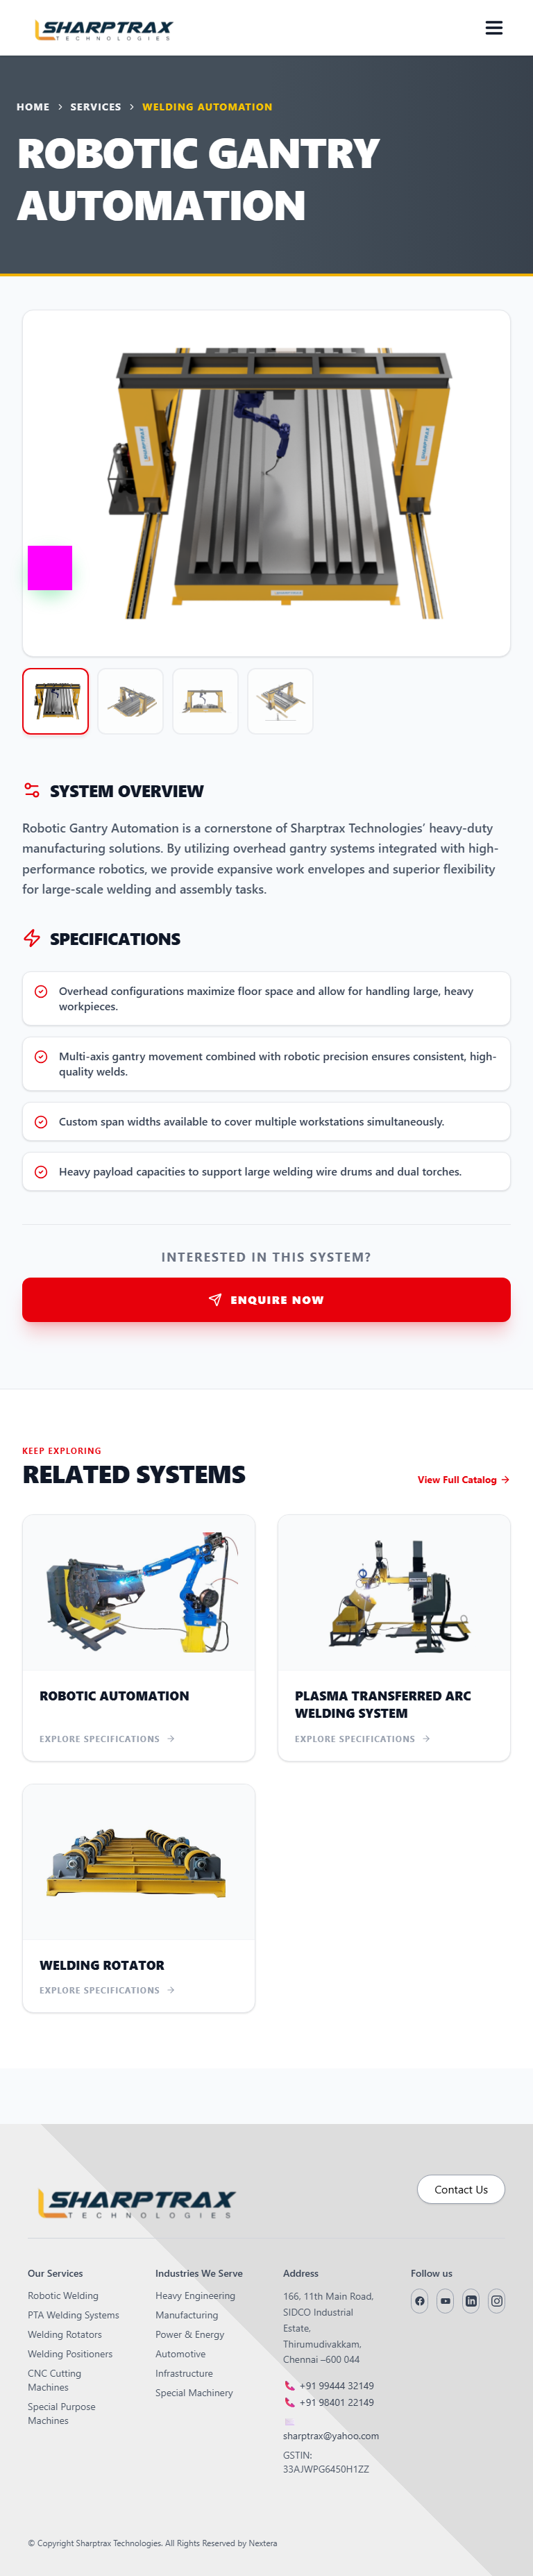 SHARPTRAX
TECHNOLOGIES
HOME > SERVICES > WELDING AUTOMATION
ROBOTIC GANTRY
AUTOMATION
SYSTEM OVERVIEW
Robotic Gantry Automation is a cornerstone of Sharptrax Technologies’ heavy-duty
manufacturing solutions. By utilizing overhead gantry systems integrated with high-
performance robotics, we provide expansive work envelopes and superior flexibility
for large-scale welding and assembly tasks.
SPECIFICATIONS
Overhead configurations maximize floor space and allow for handling large, heavy
workpieces.
Multi-axis gantry movement combined with robotic precision ensures consistent, high-
quality welds.
Custom span widths available to cover multiple workstations simultaneously.
Heavy payload capacities to support large welding wire drums and dual torches.
INTERESTED IN THIS SYSTEM?
ENQUIRE NOW
KEEP EXPLORING
RELATED SYSTEMS
View Full Catalog →
ROBOTIC AUTOMATION
EXPLORE SPECIFICATIONS →
PLASMA TRANSFERRED ARC
WELDING SYSTEM
EXPLORE SPECIFICATIONS →
WELDING ROTATOR
EXPLORE SPECIFICATIONS →
SHARPTRAX
TECHNOLOGIES
Contact Us
Our Services
Robotic Welding
PTA Welding Systems
Welding Rotators
Welding Positioners
CNC Cutting
Machines
Special Purpose
Machines
Industries We Serve
Heavy Engineering
Manufacturing
Power & Energy
Automotive
Infrastructure
Special Machinery
Address
166, 11th Main Road,
SIDCO Industrial
Estate,
Thirumudivakkam,
Chennai –600 044
+91 99444 32149
+91 98401 22149
sharptrax@yahoo.com
GSTIN:
33AJWPG6450H1ZZ
Follow us
© Copyright Sharptrax Technologies. All Rights Reserved by Nextera